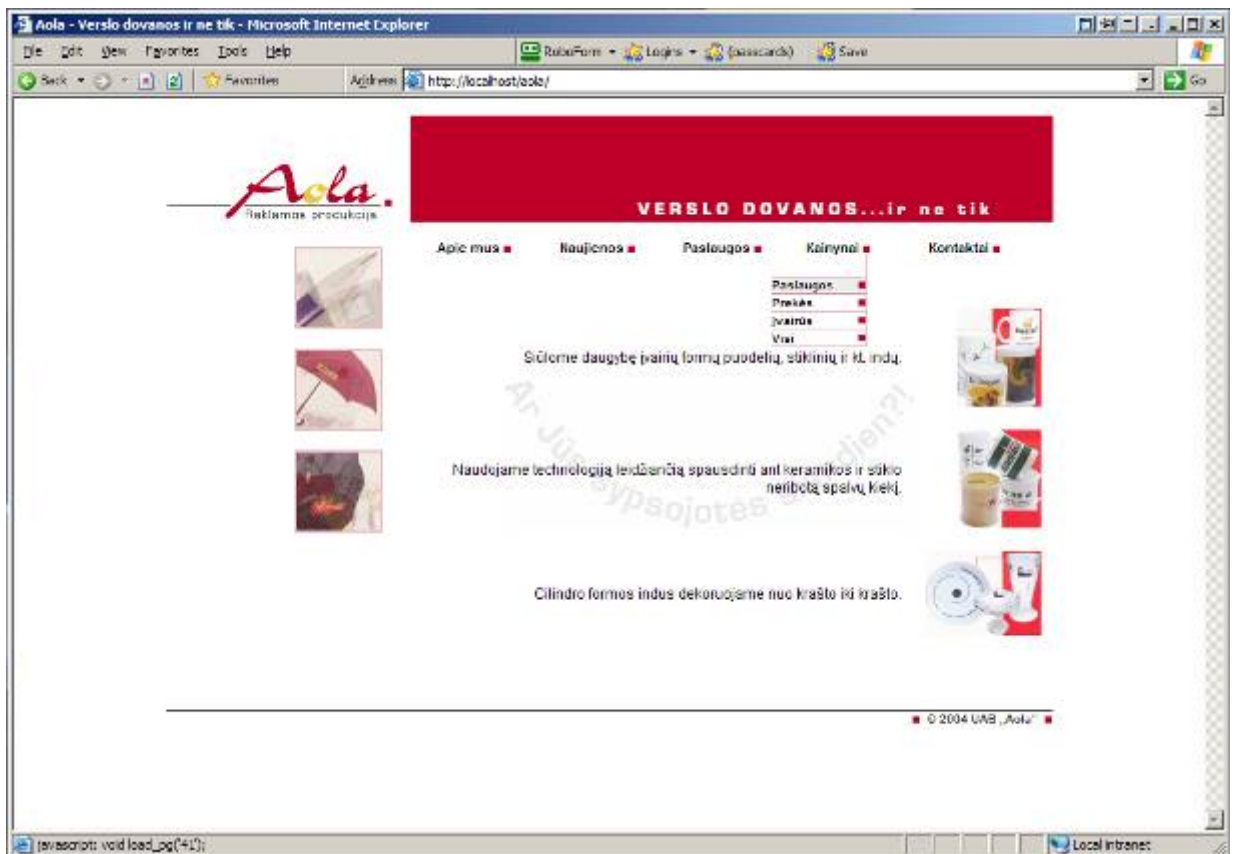 Aola - Verslo dovanos ir ne tik - Microsoft Internet Explorer
File Edit View Favorites Tools Help
RoboForm Logins (passcards) Save
Back Favorites Address http://localhost/aola/ Go
Aola.
Reklamos produkcija
VERSLO DOVANOS...ir ne tik
Apie mus Naujienos Paslaugos Kainynai Kontaktai
Paslaugos
Prekės
Įvairūs
Visi
Siūlome daugybę įvairių formų puodelių, stiklinių ir kt. indų.
Ar Jūs šypsojotės šiandien?!
Naudojame technologiją leidžiančią spausdinti ant keramikos ir stiklo
neribotą spalvų kiekį.
Cilindro formos indus dekoruojame nuo krašto iki krašto.
© 2004 UAB „Aola"
javascript: void load_pg('41');
Local intranet